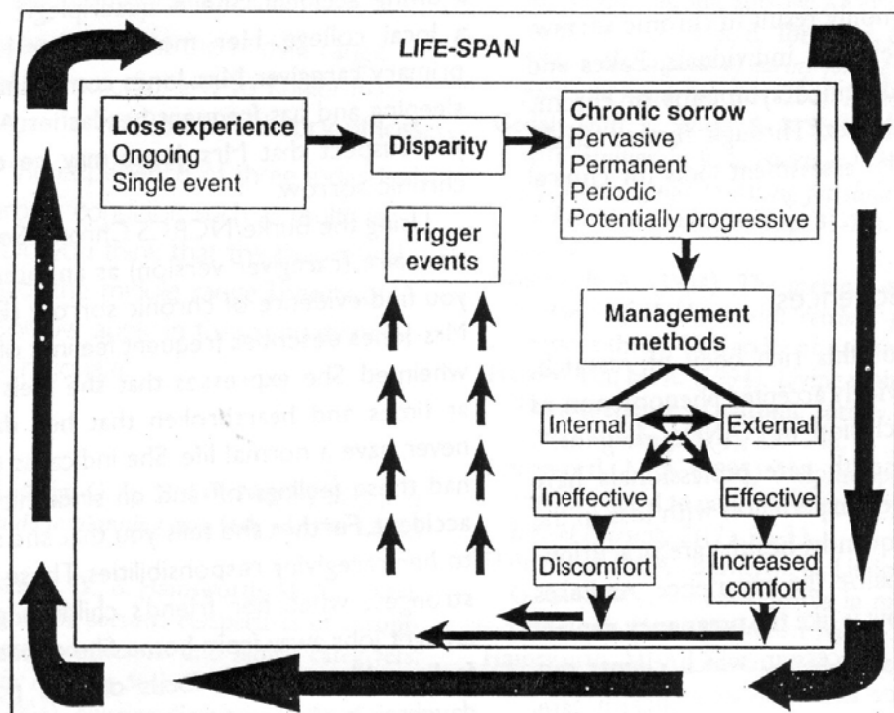 LIFE-SPAN
Loss experience
Ongoing
Single event
Disparity
Chronic sorrow
Pervasive
Permanent
Periodic
Potentially progressive
Trigger
events
Management
methods
Internal
External
Ineffective
Effective
Discomfort
Increased
comfort